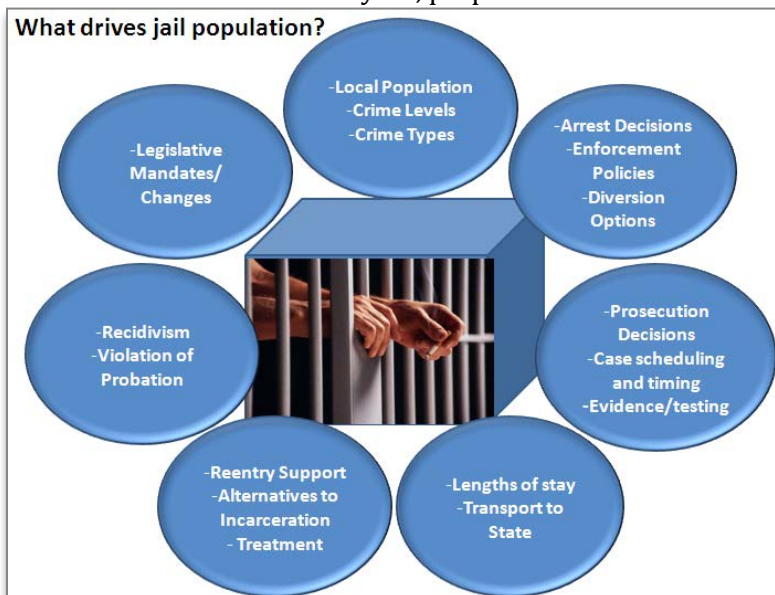 What drives jail population?
-Local Population
-Crime Levels
-Crime Types
-Arrest Decisions
-Enforcement
Policies
-Diversion
Options
-Prosecution
Decisions
-Case scheduling
and timing
-Evidence/testing
-Lengths of stay
-Transport to
State
-Reentry Support
-Alternatives to
Incarceration
- Treatment
-Recidivism
-Violation of
Probation
-Legislative
Mandates/
Changes